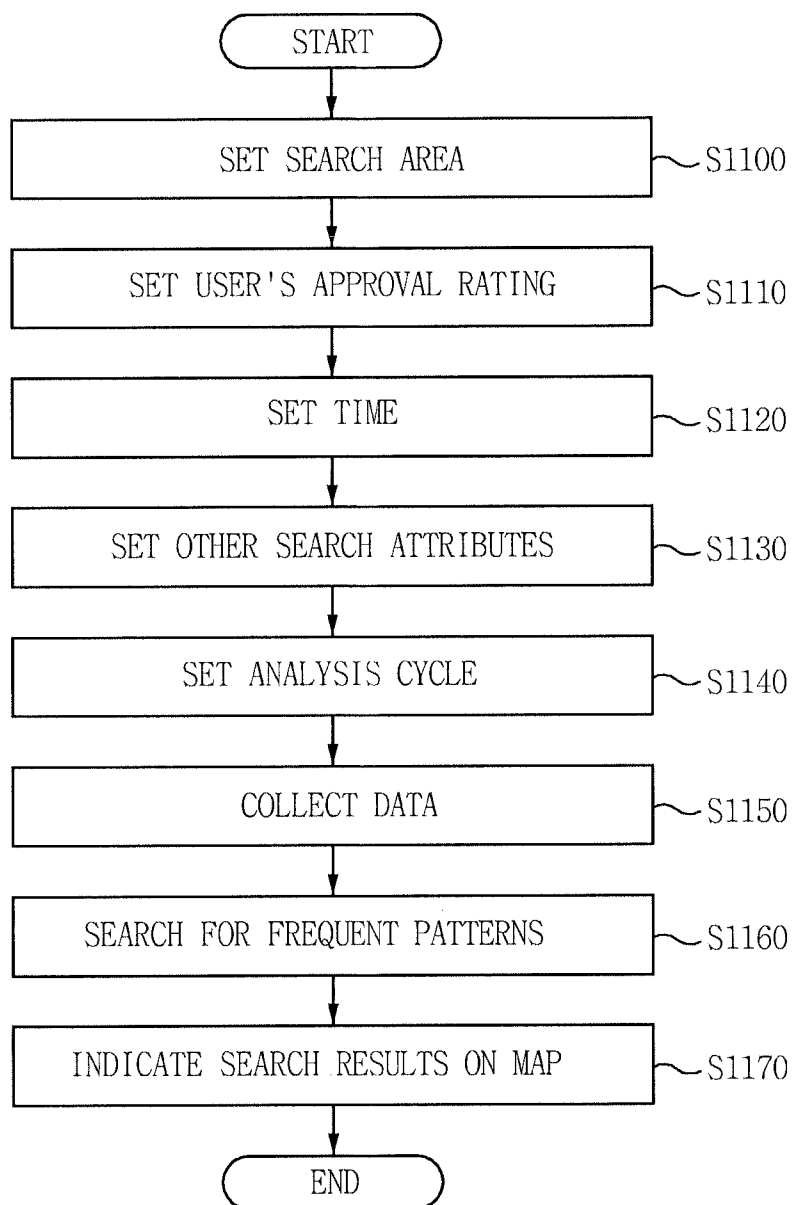 START
SET SEARCH AREA
S1100
SET USER'S APPROVAL RATING
S1110
SET TIME
S1120
SET OTHER SEARCH ATTRIBUTES
S1130
SET ANALYSIS CYCLE
S1140
COLLECT DATA
S1150
SEARCH FOR FREQUENT PATTERNS
S1160
INDICATE SEARCH RESULTS ON MAP
S1170
END